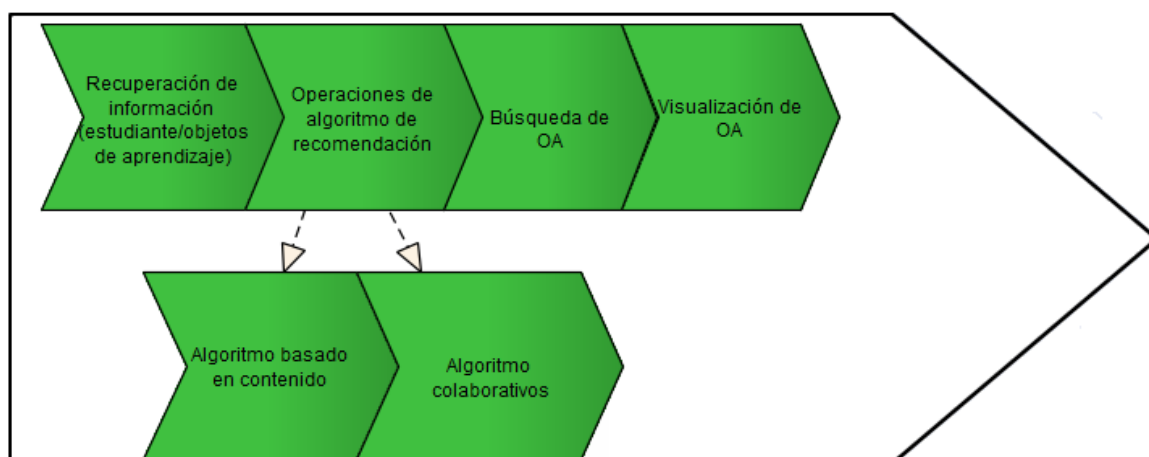 Recuperación de
información
(estudiante/objetos
de aprendizaje)
Operaciones de
algoritmo de
recomendación
Búsqueda de
OA
Visualización de
OA
Algoritmo basado
en contenido
Algoritmo
colaborativos